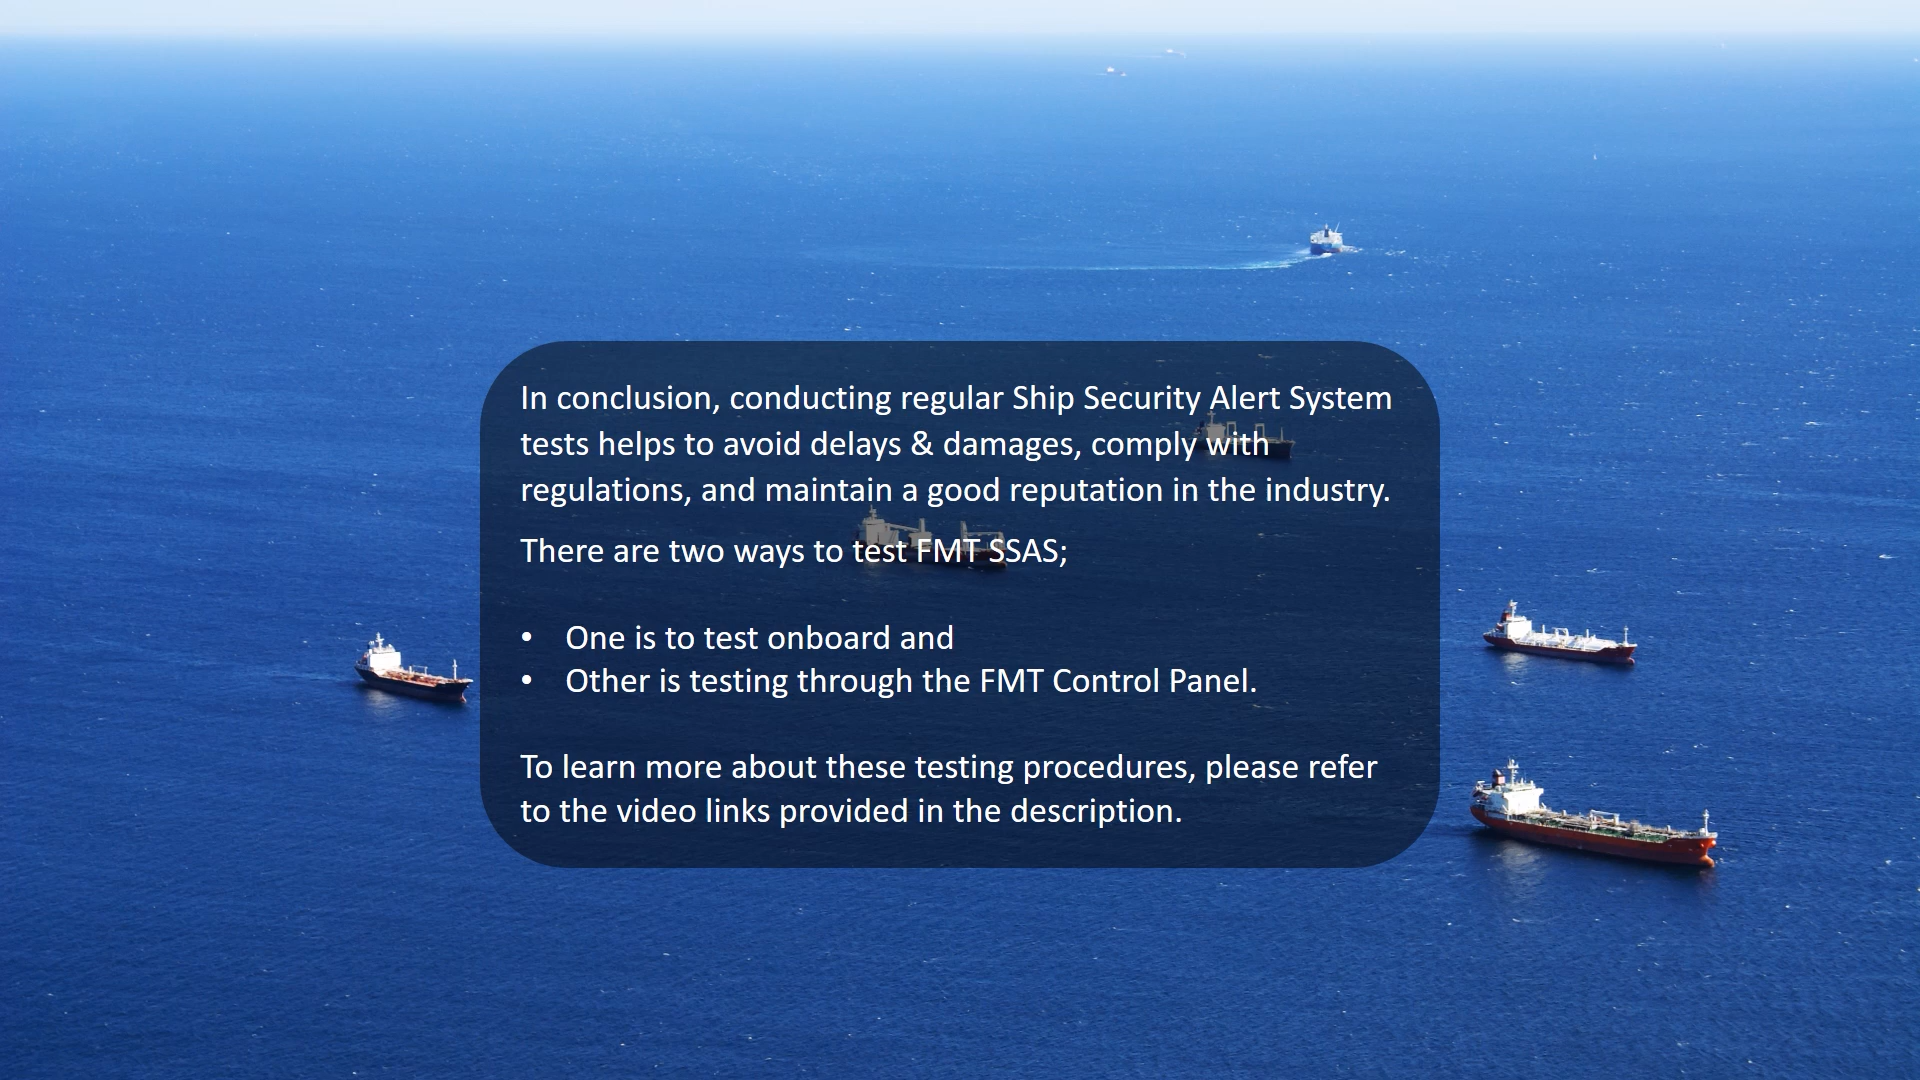 In conclusion, conducting regular Ship Security Alert System
tests helps to avoid delays & damages, comply with
regulations, and maintain a good reputation in the industry.
There are two ways to test FMT SSAS;
• One is to test onboard and
• Other is testing through the FMT Control Panel.
To learn more about these testing procedures, please refer
to the video links provided in the description.